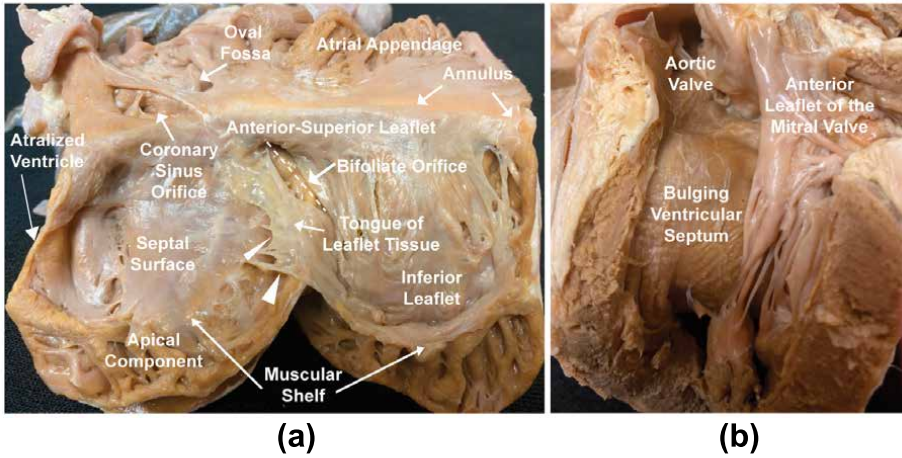 Oval
Fossa
Atrial Appendage
Annulus
Atralized
Ventricle
Coronary
Sinus
Orifice
Anterior-Superior Leaflet
Bifoliate Orifice
Tongue of
Leaflet Tissue
Septal
Surface
Inferior
Leaflet
Apical
Component
Muscular
Shelf
(a)
Aortic
Valve
Anterior
Leaflet of the
Mitral Valve
Bulging
Ventricular
Septum
(b)